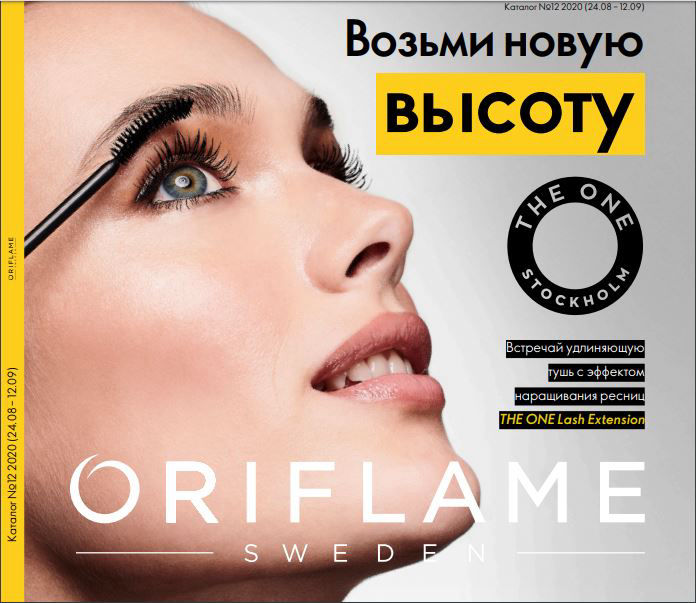 Каталог №12 2020 (24.08 – 12.09)
Возьми новую
высоту
THE ONE
STOCKHOLM
Встречай удлиняющую
тушь с эффектом
наращивания ресниц
THE ONE Lash Extension
ORIFLAME
SWEDEN
ORIFLAME
Каталог №12 2020 (24.08 – 12.09)